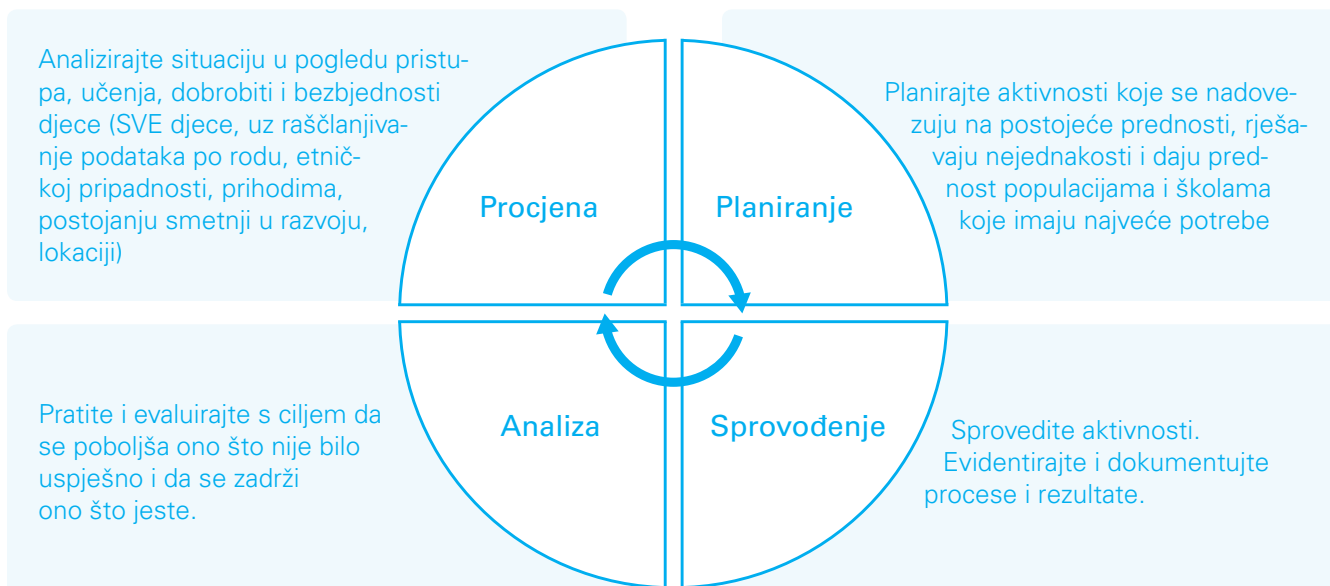 Analizirajte situaciju u pogledu pristu-
pa, učenja, dobrobiti i bezbjednosti
djece (SVE djece, uz raščlanjiva-
nje podataka po rodu, etnič-
koj pripadnosti, prihodima,
postojanju smetnji u razvoju,
lokaciji)
Procjena
Planiranje
Planirajte aktivnosti koje se nadove-
zuju na postojeće prednosti, rješa-
vaju nejednakosti i daju pred-
nost populacijama i školama
koje imaju najveće potrebe
Pratite i evaluirajte s ciljem da
se poboljša ono što nije bilo
uspješno i da se zadrži
ono što jeste.
Analiza
Sprovođenje
Sprovedite aktivnosti.
Evidentirajte i dokumentujte
procese i rezultate.